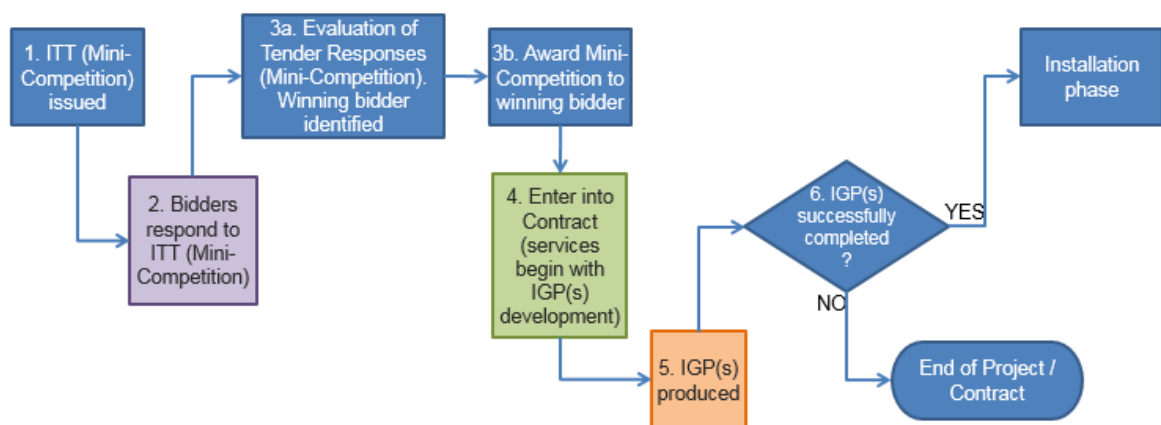 1. ITT (Mini-
Competition)
issued
2. Bidders
respond to
ITT (Mini-
Competition)
3a. Evaluation of
Tender Responses
(Mini-Competition).
Winning bidder
identified
3b. Award Mini-
Competition to
winning bidder
4. Enter into
Contract
(services
begin with
IGP(s)
development)
5. IGP(s)
produced
6. IGP(s)
successfully
completed
?
YES
Installation
phase
NO
End of Project /
Contract